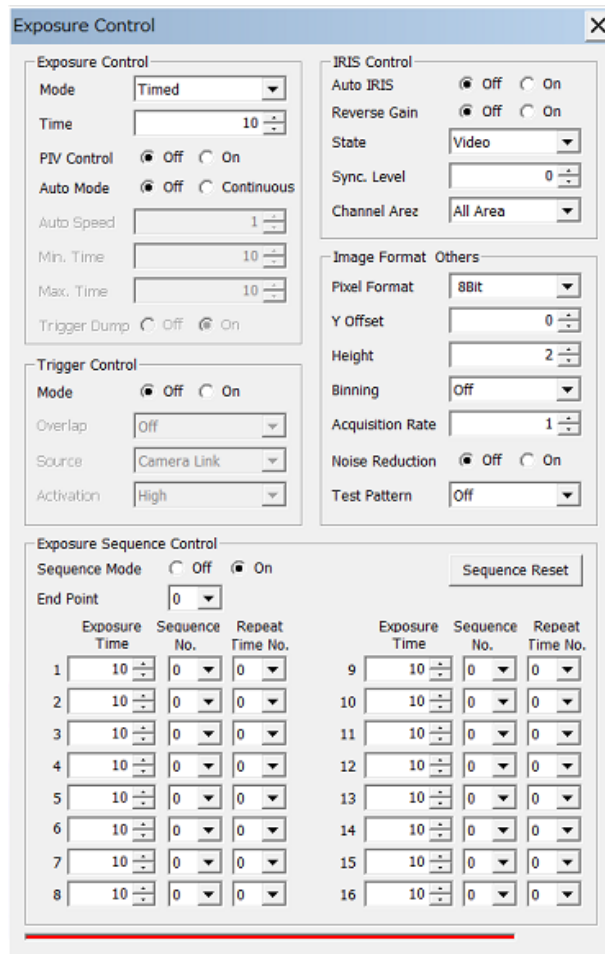 Exposure Control
Exposure Control
Mode Timed
Time 10
PIV Control Off On
Auto Mode Off Continuous
Auto Speed 1
Min. Time 10
Max. Time 10
Trigger Dump Off On
Trigger Control
Mode Off On
Overlap Off
Source Camera Link
Activation High
IRIS Control
Auto IRIS Off On
Reverse Gain Off On
State Video
Sync. Level 0
Channel Arez All Area
Image Format Others
Pixel Format 8Bit
Y Offset 0
Height 2
Binning Off
Acquisition Rate 1
Noise Reduction Off On
Test Pattern Off
Exposure Sequence Control
Sequence Mode Off On Sequence Reset
End Point 0
Exposure Sequence Repeat Exposure Sequence Repeat
Time No. Time No. Time No. Time No.
1 10 0 0 9 10 0 0
2 10 0 0 10 10 0 0
3 10 0 0 11 10 0 0
4 10 0 0 12 10 0 0
5 10 0 0 13 10 0 0
6 10 0 0 14 10 0 0
7 10 0 0 15 10 0 0
8 10 0 0 16 10 0 0